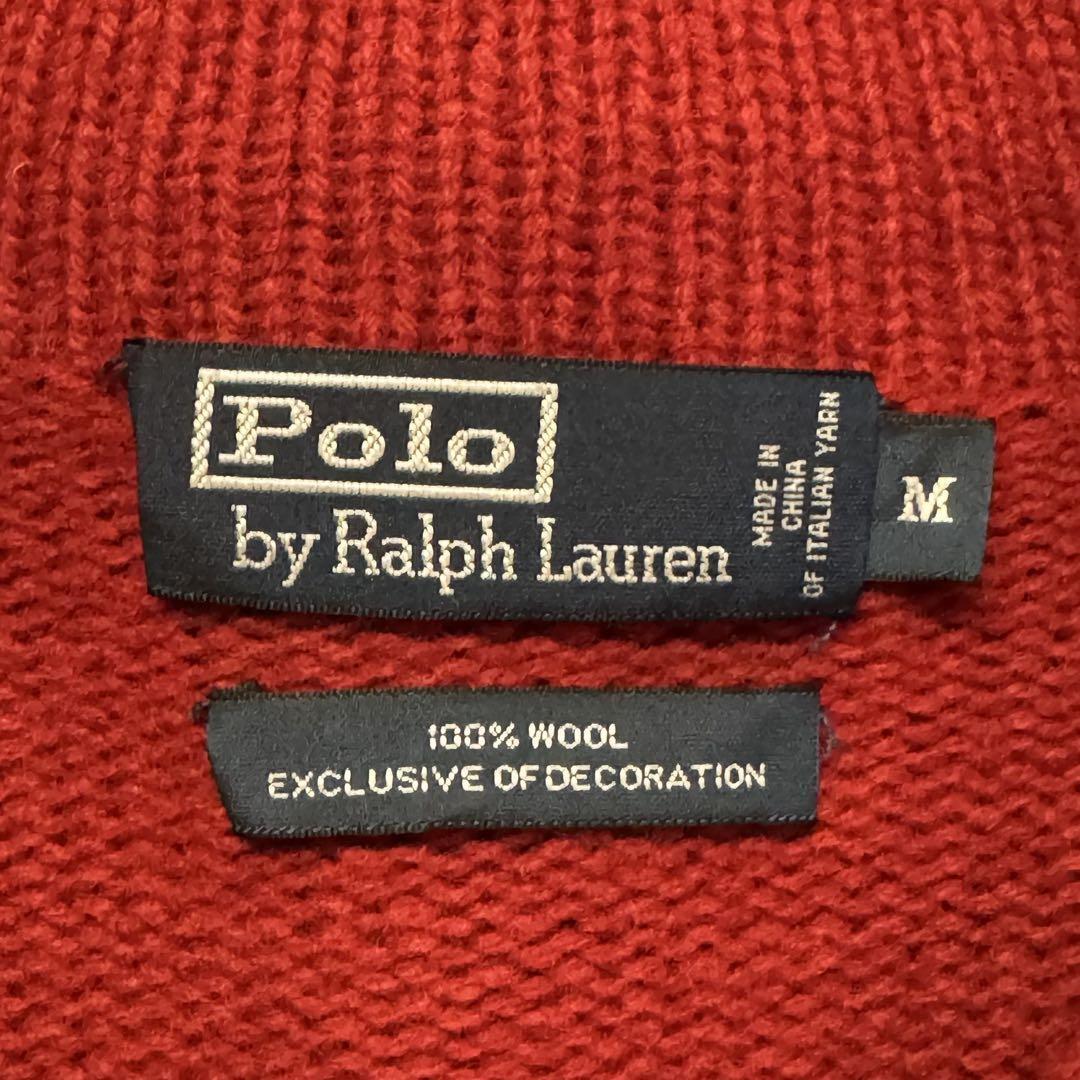 Polo
by Ralph Lauren
MADE IN
CHINA
OF ITALIAN YARN
M
100% WOOL
EXCLUSIVE OF DECORATION